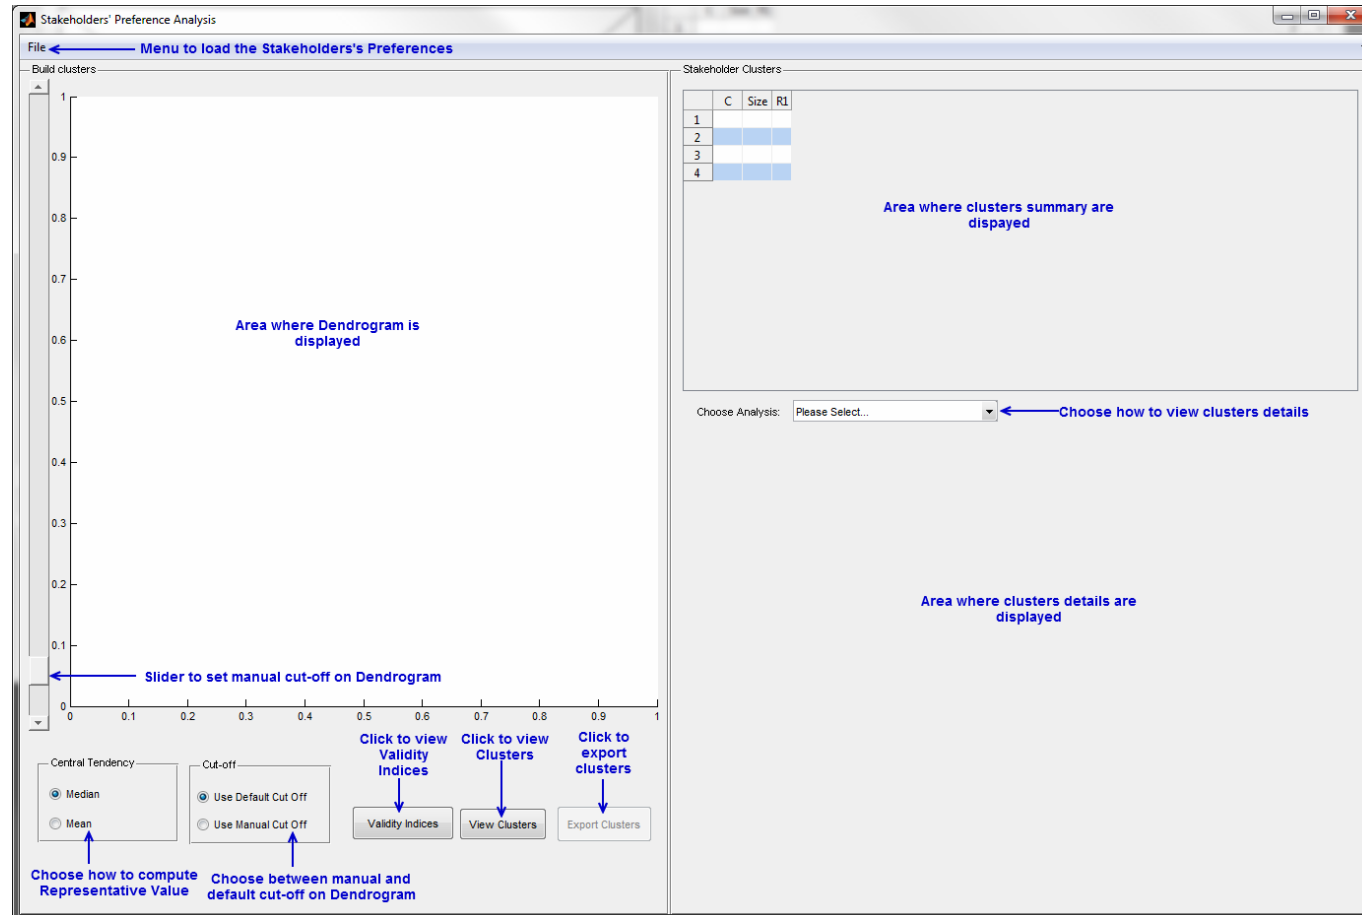 Stakeholders' Preference Analysis
File
Menu to load the Stakeholders's Preferences
Build clusters
1
0.9
0.8
0.7
0.6
0.5
0.4
0.3
0.2
0.1
0
Area where Dendrogram is
displayed
Slider to set manual cut-off on Dendrogram
0 0.1 0.2 0.3 0.4 0.5 0.6 0.7 0.8 0.9 1
Click to view
Validity
Indices
Click to view
Clusters
Click to
export
clusters
Central Tendency
Median
Mean
Cut-off
Use Default Cut Off
Use Manual Cut Off
Validity Indices
View Clusters
Export Clusters
Choose how to compute
Representative Value
Choose between manual and
default cut-off on Dendrogram
Stakeholder Clusters
C Size R1
1
2
3
4
Area where clusters summary are
dispayed
Choose Analysis:
Please Select...
Choose how to view clusters details
Area where clusters details are
displayed